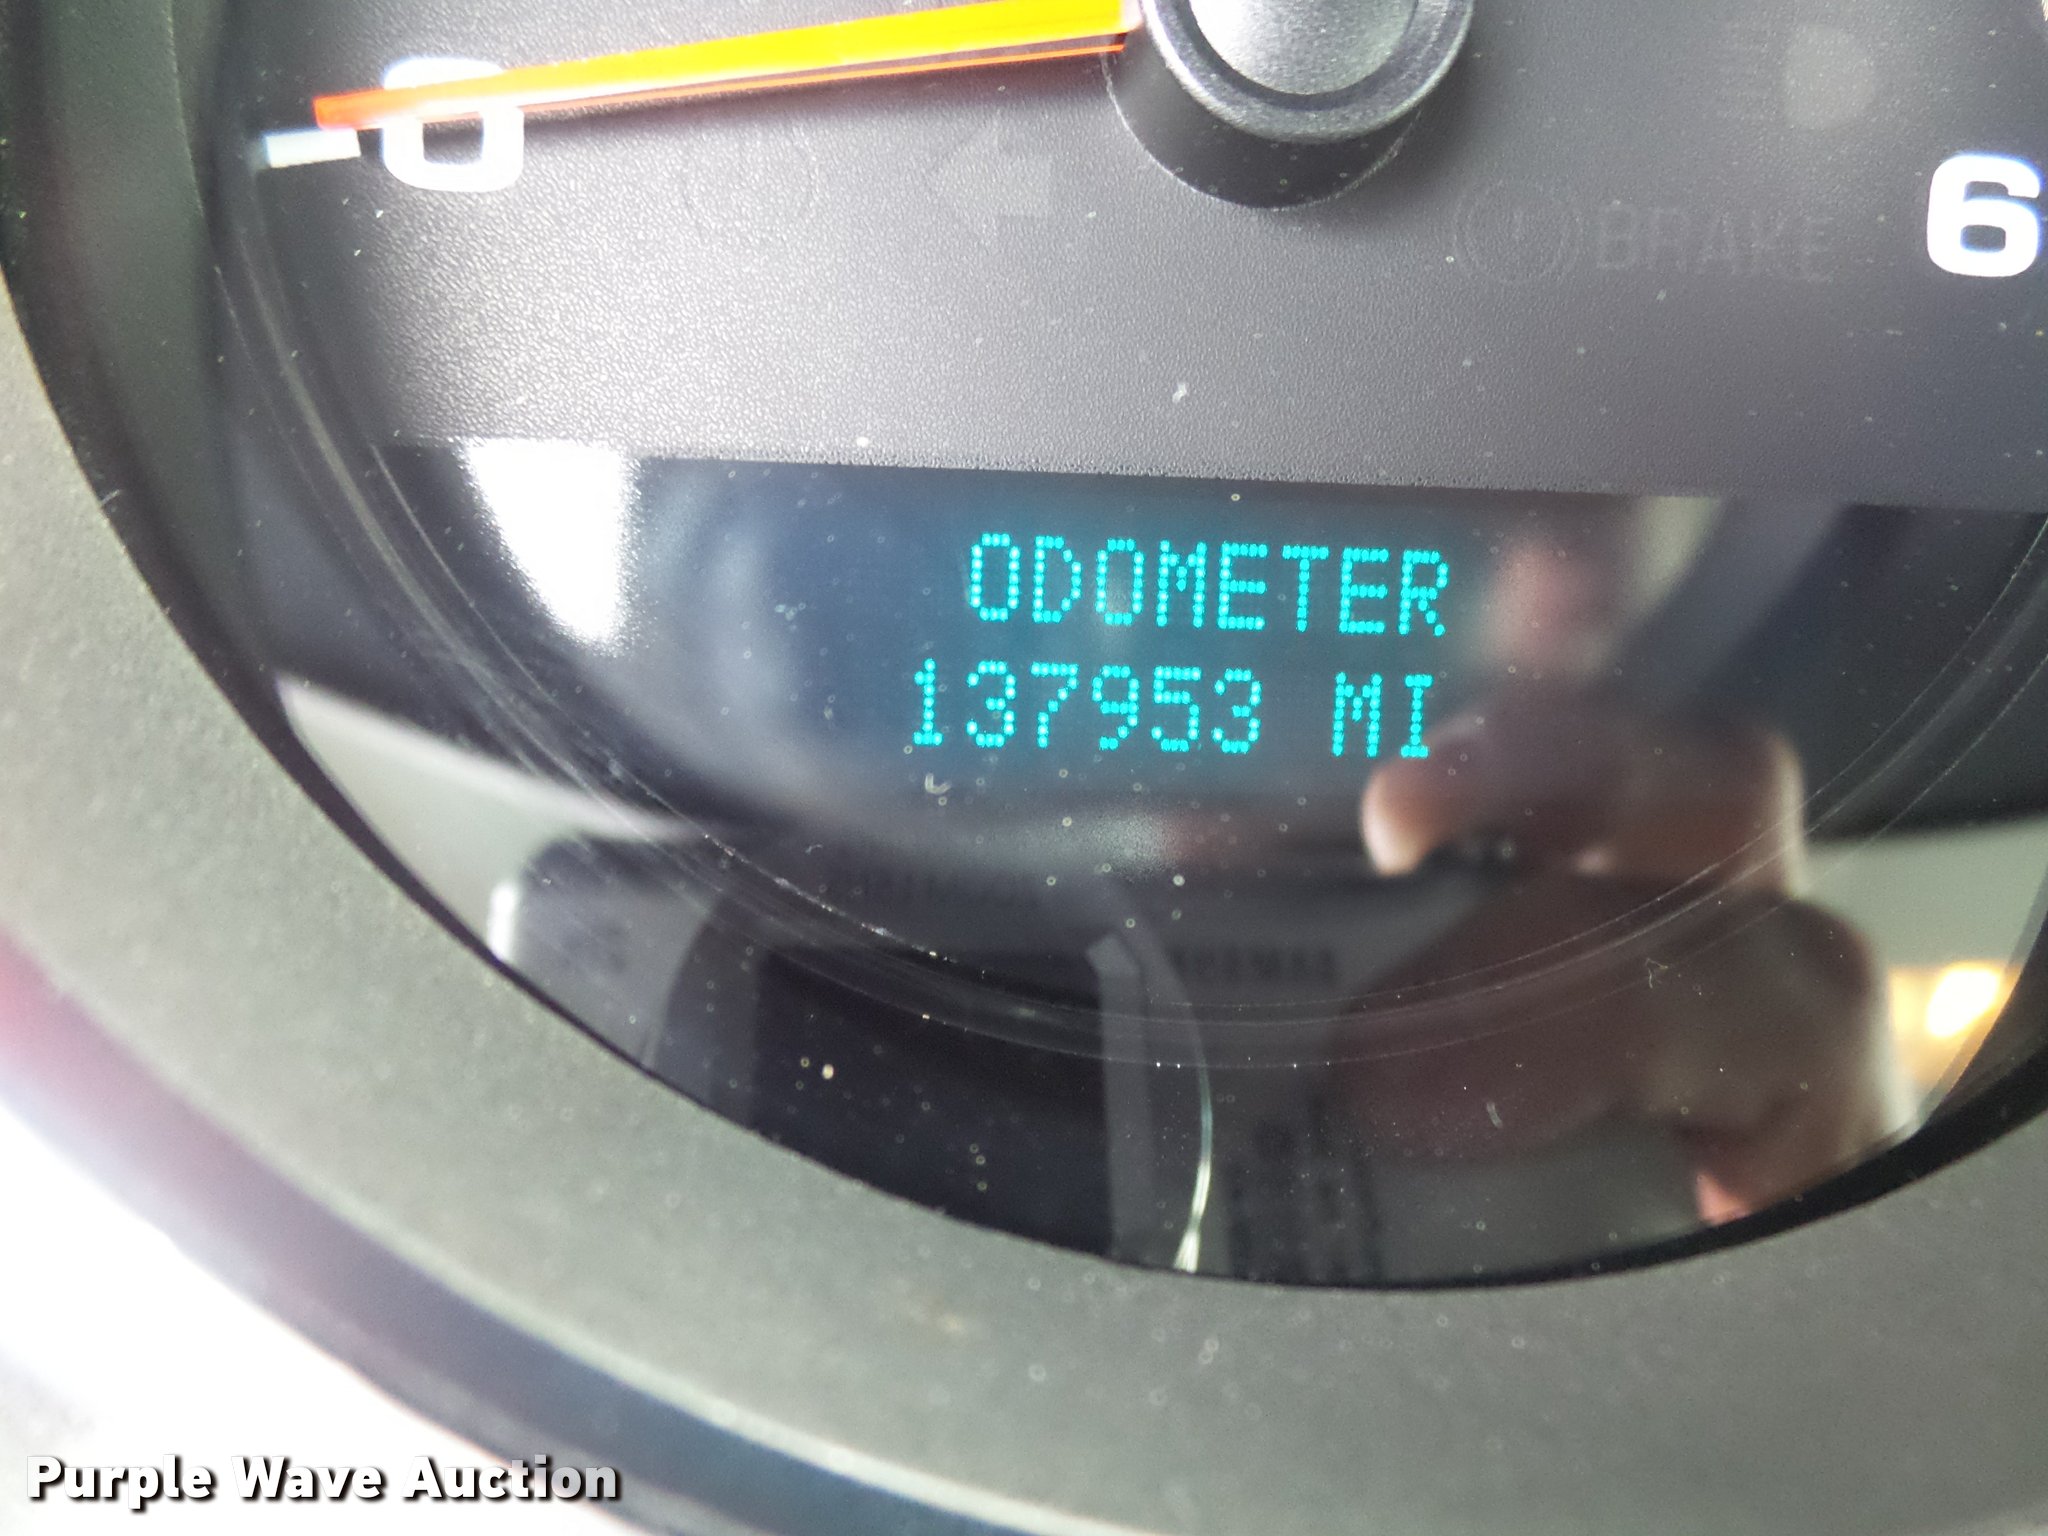 0
BRAKE
6
ODOMETER
137953 MI
Purple Wave Auction